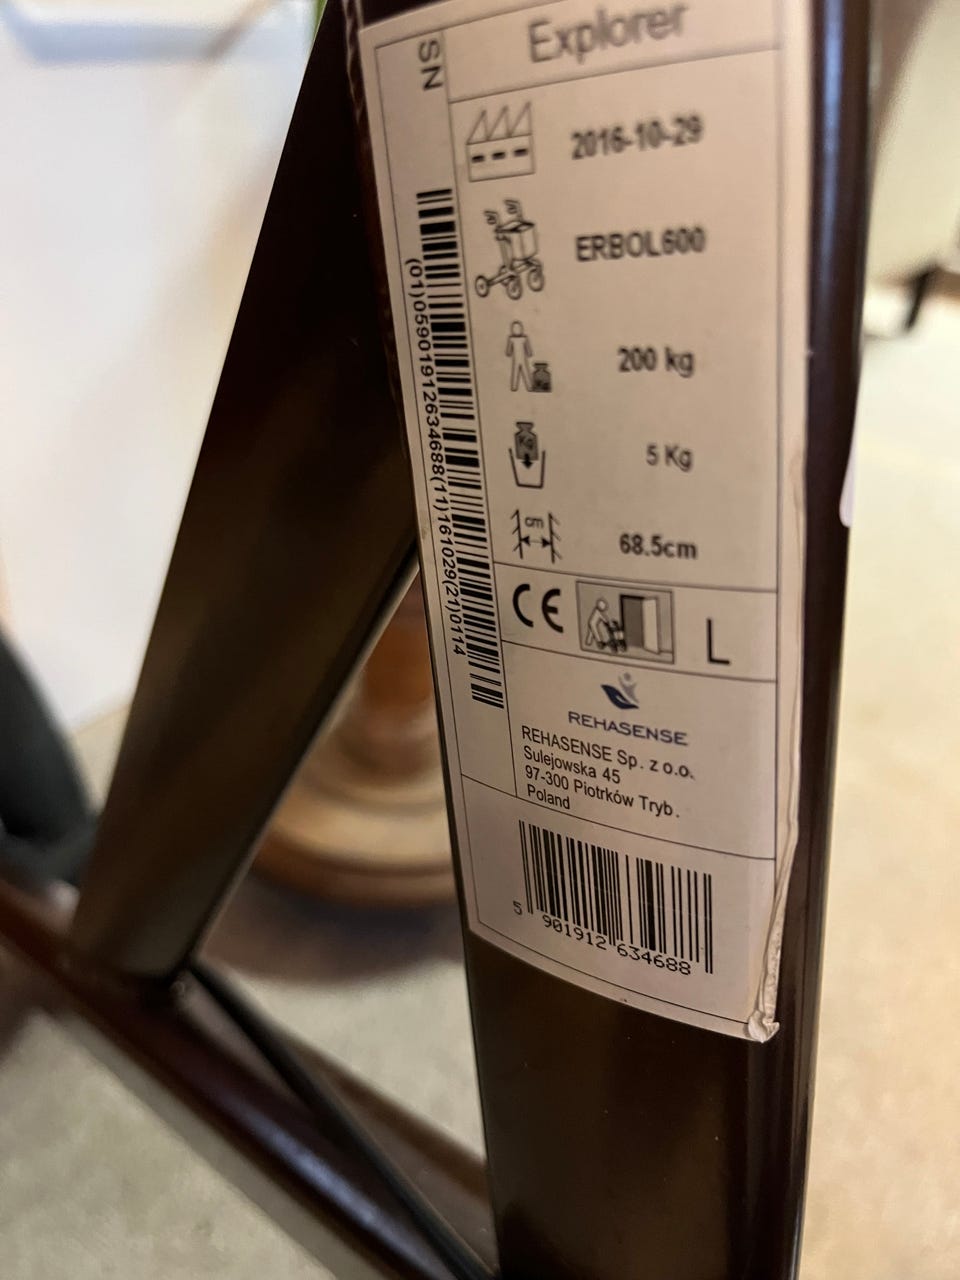 Explorer
SN
2016-10-29
ERBOL600
200 kg
Kg
5 Kg
cm
68.5cm
(01)05901912634688(11)161029(21)0114
CE
L
REHASENSE
REHASENSE Sp. z o.o.
Sulejowska 45
97-300 Piotrków Tryb.
Poland
5 901912 634688